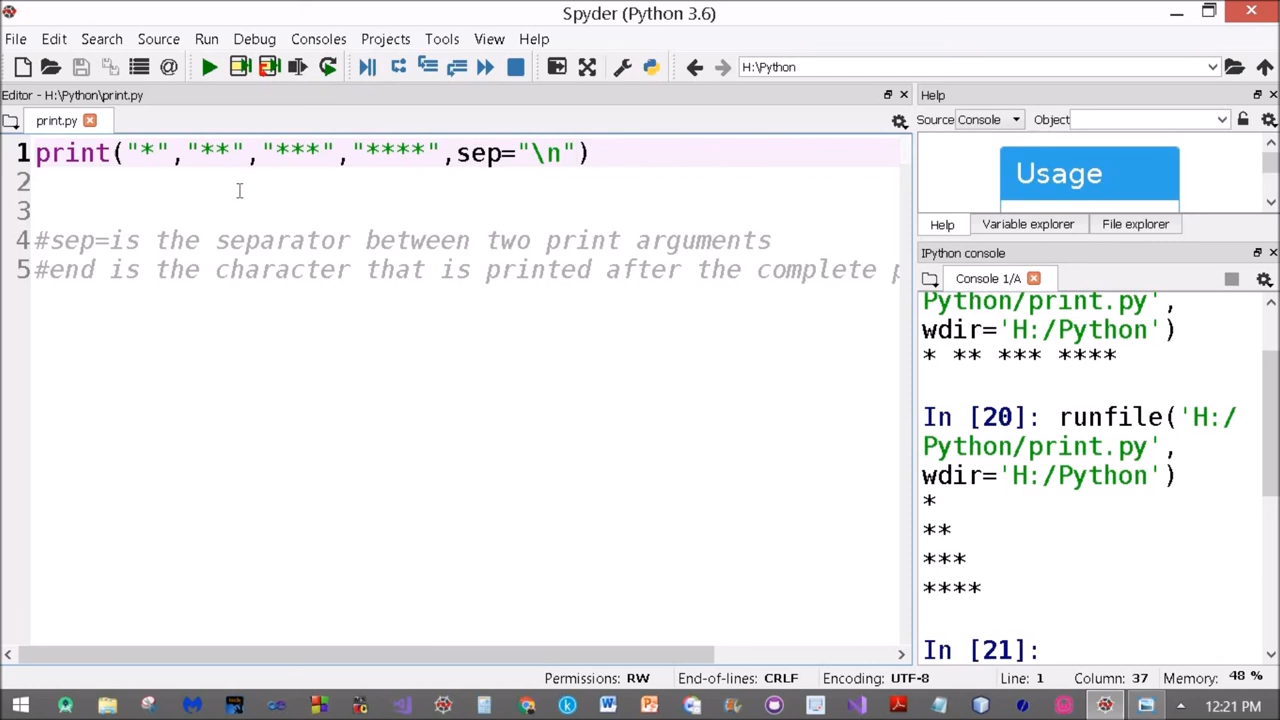 Spyder (Python 3.6)
File Edit Search Source Run Debug Consoles Projects Tools View Help
H:\Python
Editor - H:\Python\print.py
print.py
1 print("*","**","***","****",sep="\n")
2
3
4 #sep=is the separator between two print arguments
5 #end is the character that is printed after the complete
Help
Source Console Object
Usage
Help Variable explorer File explorer
IPython console
Console 1/A
Python/print.py',
wdir='H:/Python')
* ** *** ****
In [20]: runfile('H:/
Python/print.py',
wdir='H:/Python')
*
**
***
****
In [21]:
Permissions: RW End-of-lines: CRLF Encoding: UTF-8 Line: 1 Column: 37 Memory: 48 %
12:21 PM